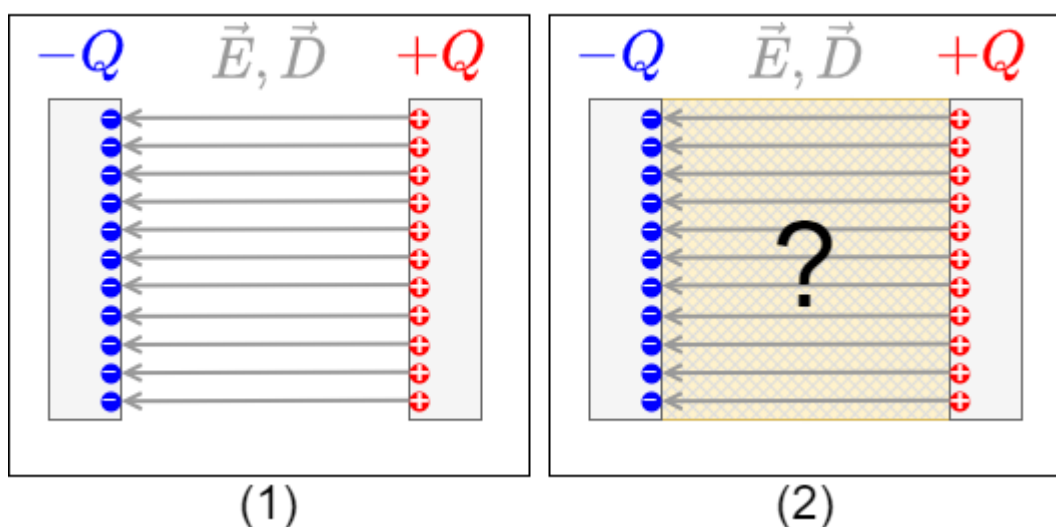 −Q E⃗, D⃗ +Q
−Q E⃗, D⃗ +Q
?
(1)
(2)